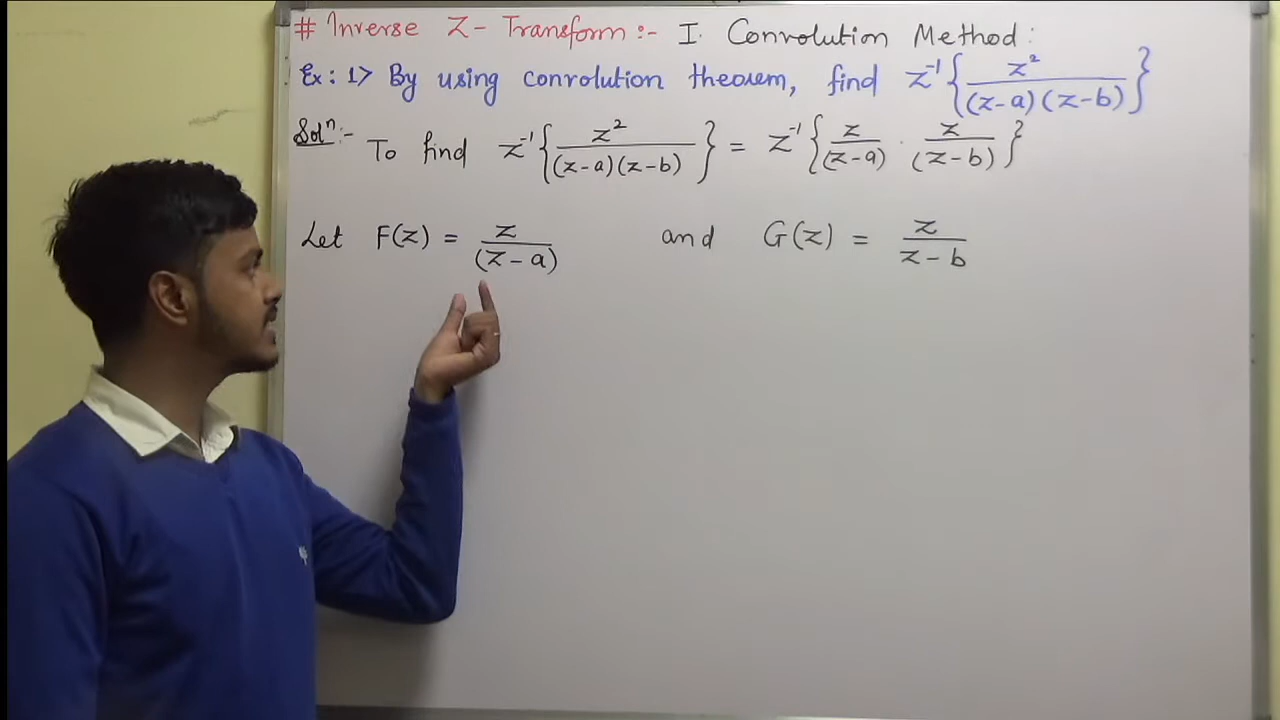 # Inverse Z-Transform :- I. Convolution Method :
Ex: 1> By using convolution theorem, find z⁻¹{z²/((z-a)(z-b))}
Solⁿ:- To find z⁻¹{z²/((z-a)(z-b))} = z⁻¹{z/(z-a) · z/(z-b)}
Let F(z) = z/(z-a) and G(z) = z/(z-b)